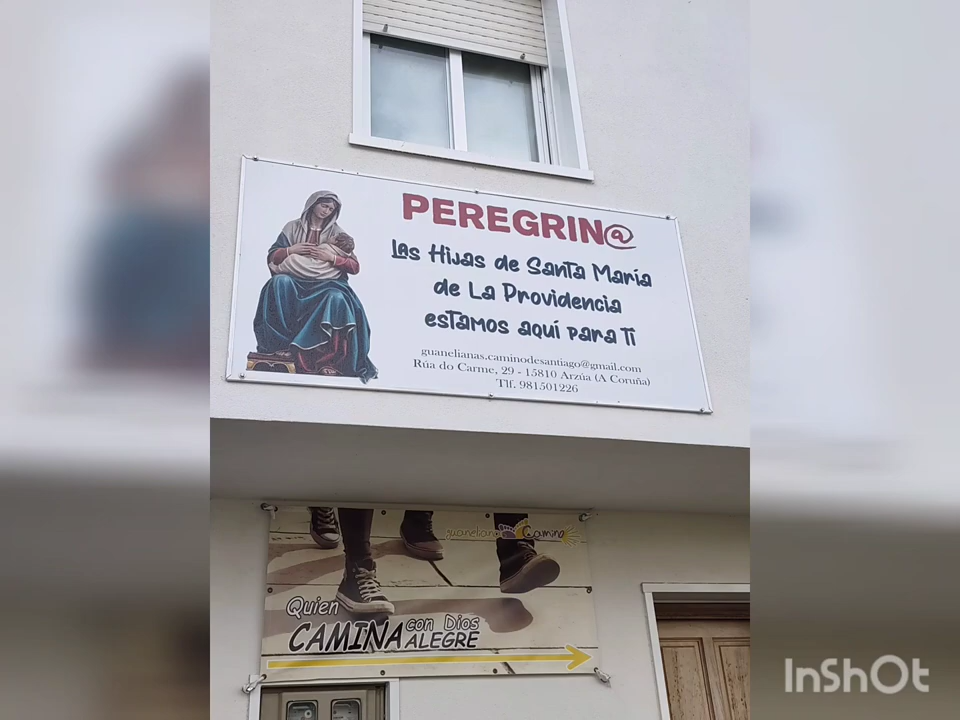 PEREGRIN@
Las Hijas de Santa María
de La Providencia
estamos aquí para ti
guanelianas.caminodesantiago@gmail.com
Rúa do Carme, 29 - 15810 Arzúa (A Coruña)
Tlf. 981501226
guaneliano Camino
Quien
CAMINA con Dios
ALEGRE
InShOt